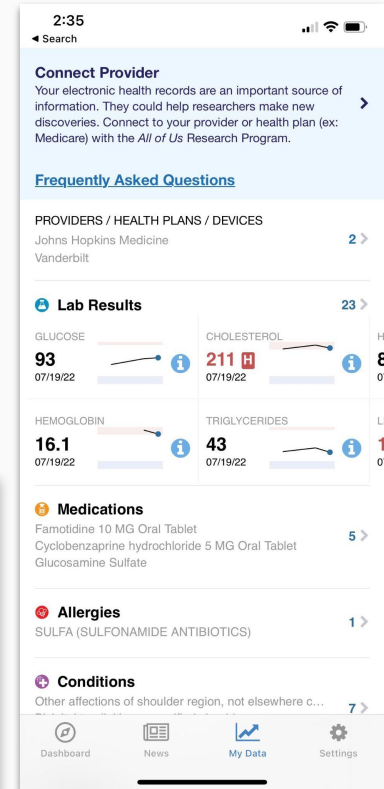 2:35
◀ Search
Connect Provider
Your electronic health records are an important source of
information. They could help researchers make new
discoveries. Connect to your provider or health plan (ex:
Medicare) with the All of Us Research Program.
Frequently Asked Questions
PROVIDERS / HEALTH PLANS / DEVICES
Johns Hopkins Medicine
Vanderbilt
2
Lab Results
23
GLUCOSE
93
07/19/22
CHOLESTEROL
211 H
07/19/22
HEMOGLOBIN
16.1
07/19/22
TRIGLYCERIDES
43
07/19/22
Medications
Famotidine 10 MG Oral Tablet
Cyclobenzaprine hydrochloride 5 MG Oral Tablet
Glucosamine Sulfate
5
Allergies
SULFA (SULFONAMIDE ANTIBIOTICS)
1
Conditions
Other affections of shoulder region, not elsewhere c...
7
Dashboard
News
My Data
Settings